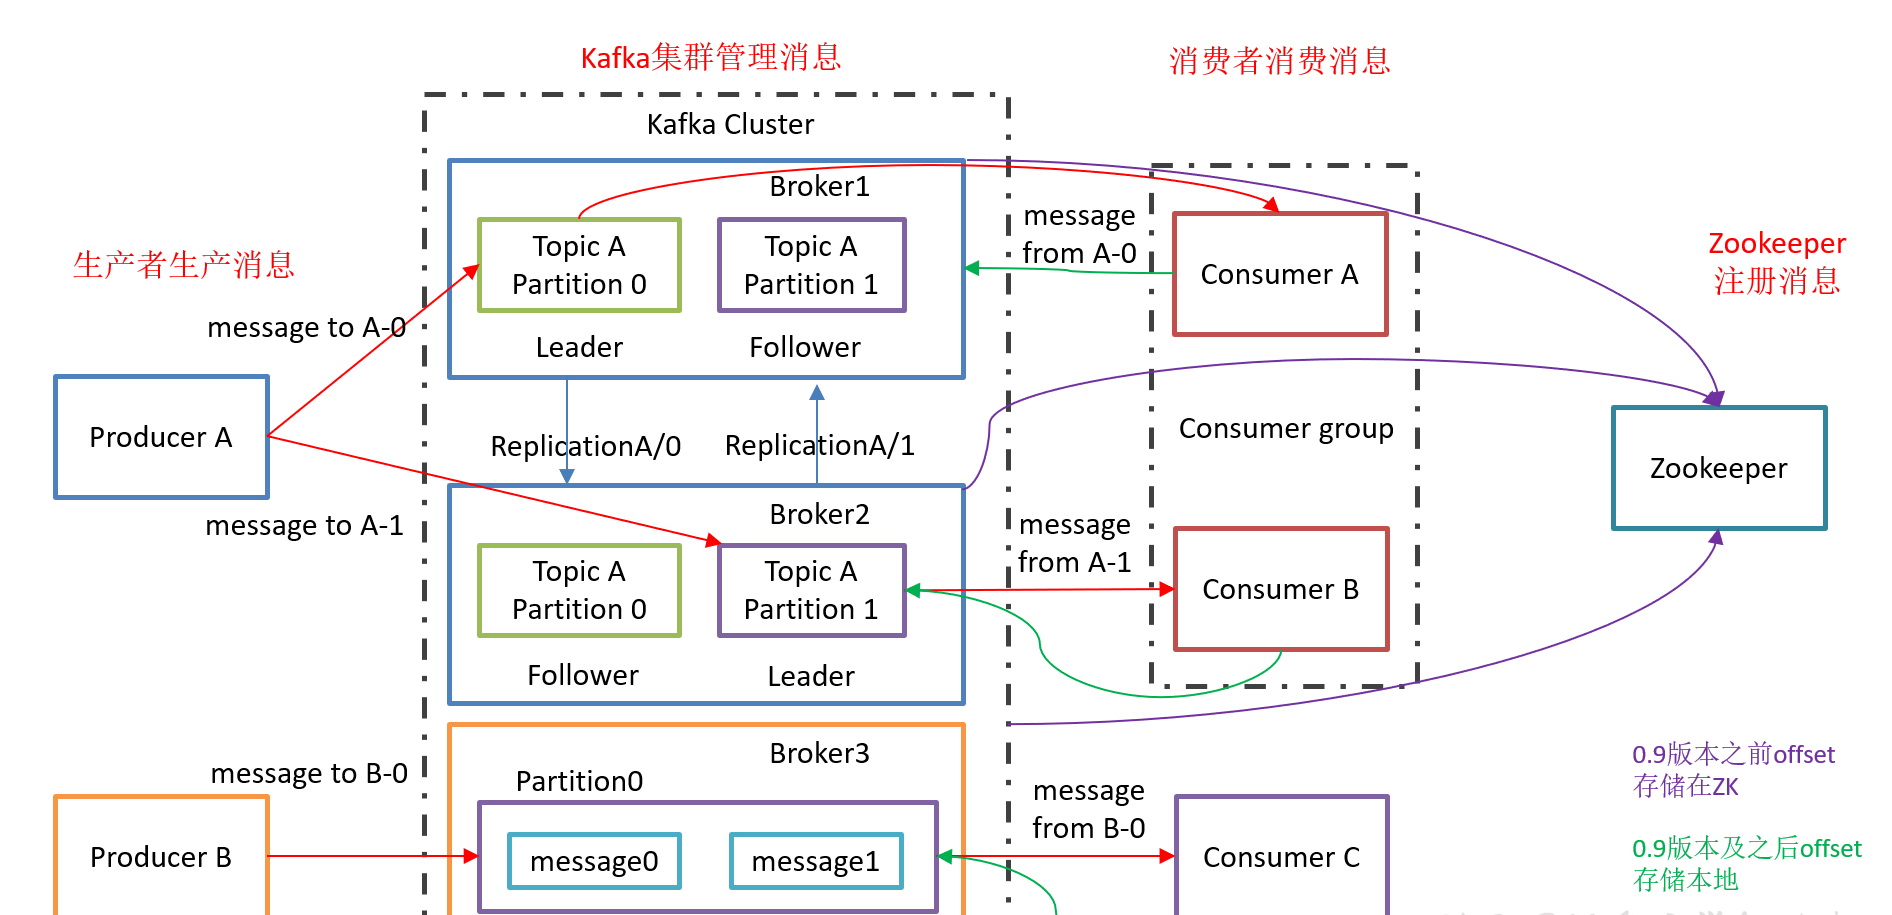 Kafka集群管理消息
消费者消费消息
Kafka Cluster
Broker1
Topic A
Partition 0
Topic A
Partition 1
Leader
Follower
message
from A-0
Consumer A
Zookeeper
注册消息
生产者生产消息
message to A-0
Producer A
ReplicationA/0
ReplicationA/1
Consumer group
Zookeeper
message to A-1
Broker2
Topic A
Partition 0
Topic A
Partition 1
Follower
Leader
message
from A-1
Consumer B
message to B-0
Producer B
Broker3
Partition0
message0
message1
message
from B-0
Consumer C
0.9版本之前offset
存储在ZK
0.9版本及之后offset
存储本地